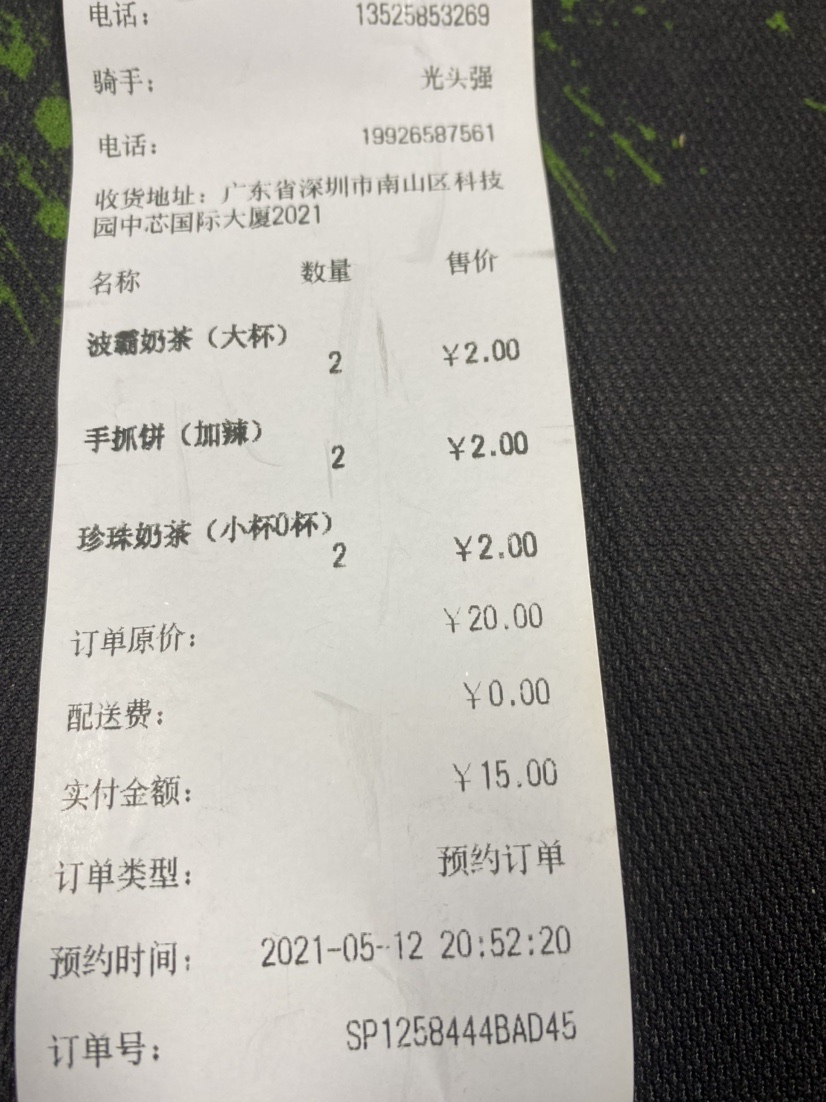 电话： 13525853269
骑手： 光头强
电话： 19926587561
收货地址：广东省深圳市南山区科技
园中芯国际大厦2021
名称 数量 售价
波霸奶茶（大杯）
2 ￥2.00
手抓饼（加辣）
2 ￥2.00
珍珠奶茶（小杯0杯）
2 ￥2.00
订单原价： ￥20.00
配送费： ￥0.00
实付金额： ￥15.00
订单类型： 预约订单
预约时间： 2021-05-12 20:52:20
订单号： SP1258444BAD45